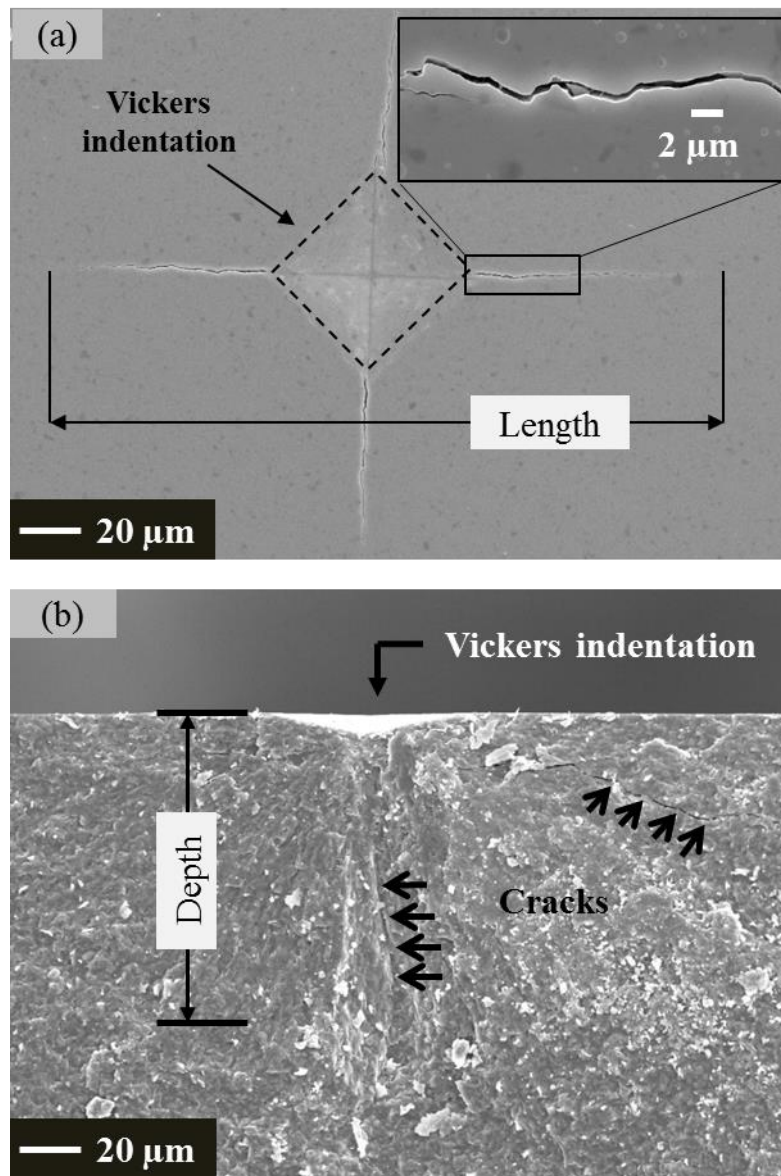 (a)
Vickers
indentation
2 µm
Length
20 µm
(b)
Vickers indentation
Depth
Cracks
20 µm